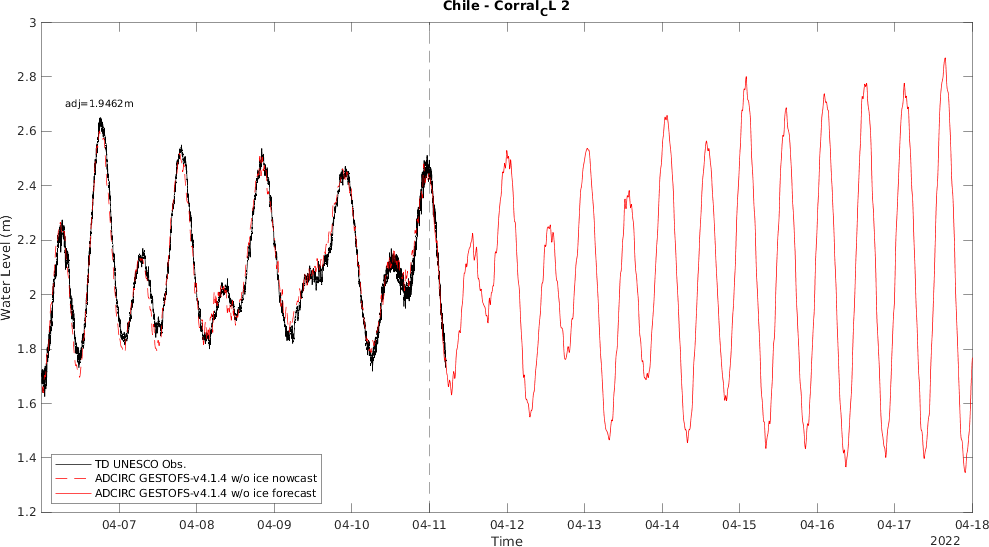 Chile - Corral_CL 2
3
2.8
2.6
2.4
2.2
2
1.8
1.6
1.4
1.2
Water Level (m)
adj=1.9462m
TD UNESCO Obs.
ADCIRC GESTOFS-v4.1.4 w/o ice nowcast
ADCIRC GESTOFS-v4.1.4 w/o ice forecast
04-07 04-08 04-09 04-10 04-11 04-12 04-13 04-14 04-15 04-16 04-17 04-18
Time
2022